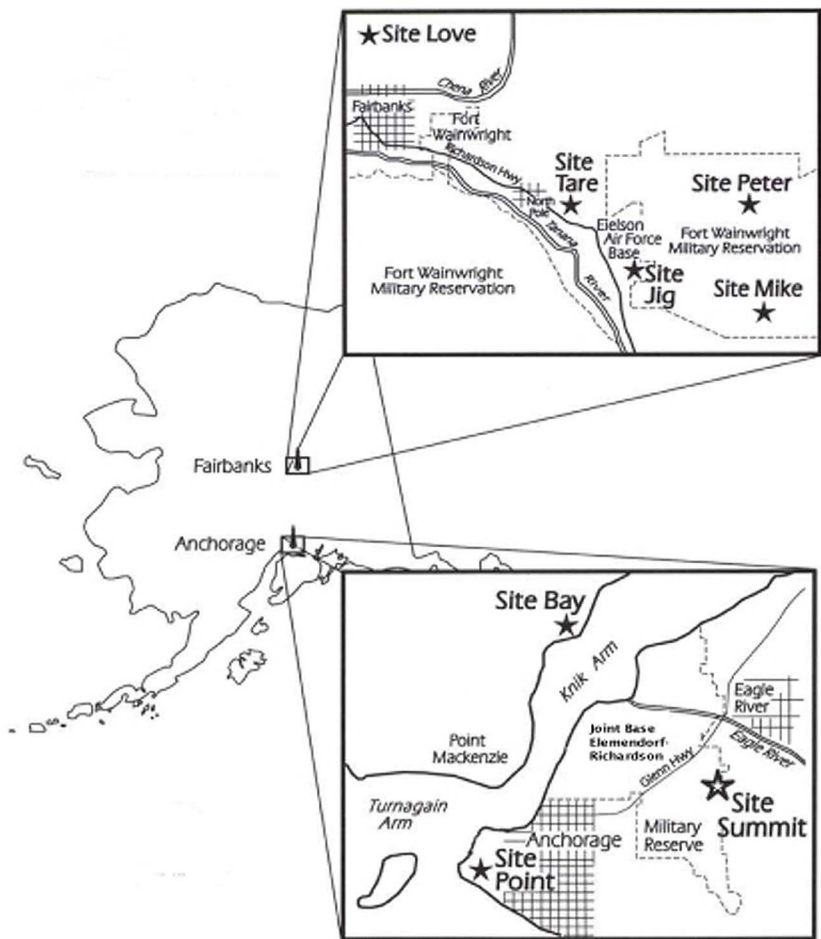 Site Love
Chena River
Fairbanks
Fort
Wainwright
Richardson Hwy
Site
Tare
Site Peter
North
Pole
Tanana
River
Eielson
Air Force
Base
Fort Wainwright
Military Reservation
Fort Wainwright
Military Reservation
Site
Jig
Site Mike
Fairbanks
Anchorage
Site Bay
Knik Arm
Eagle
River
Point
Mackenzie
Joint Base
Elemendorf-
Richardson
Eagle River
Glenn Hwy
Turnagain
Arm
Site
Summit
Anchorage
Military
Reserve
Site
Point